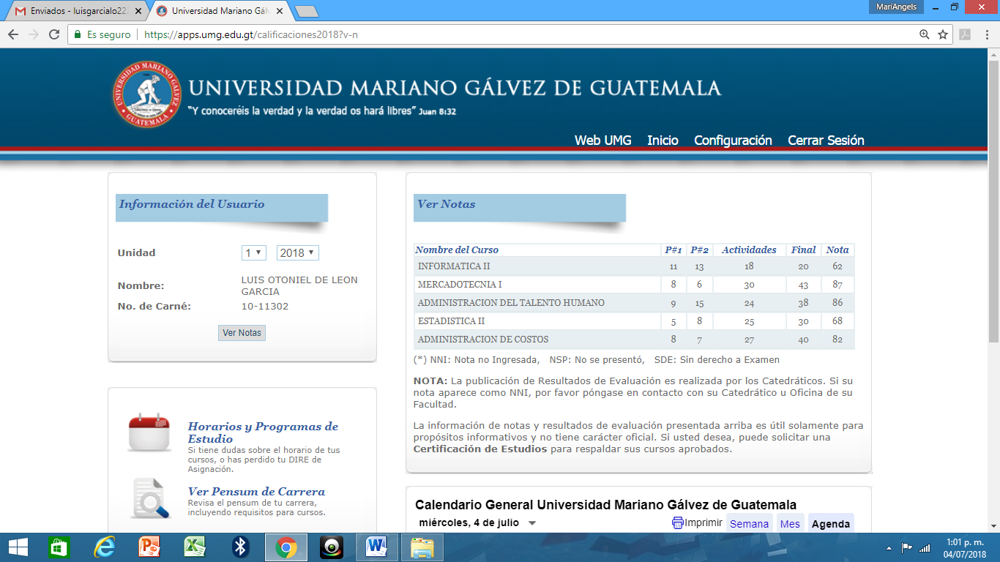 Enviados - luisgarcialo22
Universidad Mariano Gálv
MariAngels
Es seguro
https://apps.umg.edu.gt/calificaciones2018?v-n
UNIVERSIDAD MARIANO GÁLVEZ DE GUATEMALA
"Y conoceréis la verdad y la verdad os hará libres" Juan 8:32
UNIVERSIDAD MARIANO GÁLVEZ
GUATEMALA
Web UMG Inicio Configuración Cerrar Sesión
Información del Usuario
Unidad 1 2018
Nombre: LUIS OTONIEL DE LEON
GARCIA
No. de Carné: 10-11302
Ver Notas
Horarios y Programas de
Estudio
Si tiene dudas sobre el horario de tus
cursos, o has perdido tu DIRE de
Asignación.
Ver Pensum de Carrera
Revisa el pensum de tu carrera,
incluyendo requisitos para cursos.
Ver Notas
Nombre del Curso P#1 P#2 Actividades Final Nota
INFORMATICA II 11 13 18 20 62
MERCADOTECNIA I 8 6 30 43 87
ADMINISTRACION DEL TALENTO HUMANO 9 15 24 38 86
ESTADISTICA II 5 8 25 30 68
ADMINISTRACION DE COSTOS 8 7 27 40 82
(*) NNI: Nota no Ingresada, NSP: No se presentó, SDE: Sin derecho a Examen
NOTA: La publicación de Resultados de Evaluación es realizada por los Catedráticos. Si su
nota aparece como NNI, por favor póngase en contacto con su Catedrático u Oficina de su
Facultad.
La información de notas y resultados de evaluación presentada arriba es útil solamente para
propósitos informativos y no tiene carácter oficial. Si usted desea, puede solicitar una
Certificación de Estudios para respaldar sus cursos aprobados.
Calendario General Universidad Mariano Gálvez de Guatemala
miércoles, 4 de julio Imprimir Semana Mes Agenda
1:01 p. m.
04/07/2018